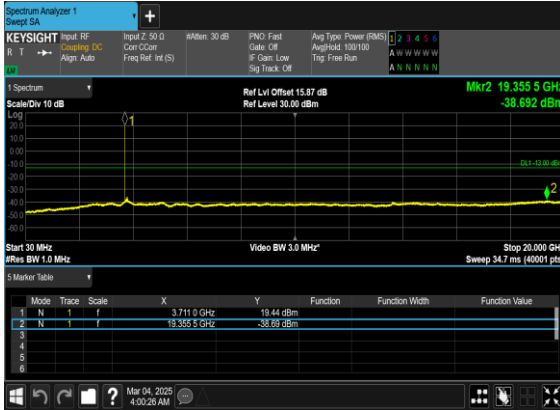 Spectrum Analyzer 1
Swept SA
+
KEYSIGHT
R T
Input: RF
Coupling: DC
Align: Auto
Input Z: 50 Ω
Corr CCorr
Freq Ref: Int (S)
#Atten: 30 dB
PNO: Fast
Gate: Off
IF Gain: Low
Sig Track: Off
Avg Type: Power (RMS)
Avg|Hold: 100/100
Trig: Free Run
1 2 3 4 5 6
A W W W W W
A N N N N N
1 Spectrum
Scale/Div 10 dB
Ref Lvl Offset 15.87 dB
Ref Level 30.00 dBm
Mkr2 19.355 5 GHz
-38.692 dBm
Log
20.0
10.0
0.00
-10.0
-20.0
-30.0
-40.0
-50.0
-60.0
1
DL1 -13.00 dBm
2
Start 30 MHz
#Res BW 1.0 MHz
Video BW 3.0 MHz*
Stop 20.000 GHz
Sweep 34.7 ms (40001 pts)
5 Marker Table
Mode Trace Scale X Y Function Function Width Function Value
1 N 1 f 3.711 0 GHz 19.44 dBm
2 N 1 f 19.355 5 GHz -38.69 dBm
3
4
5
6
?
Mar 04, 2025
4:00:26 AM